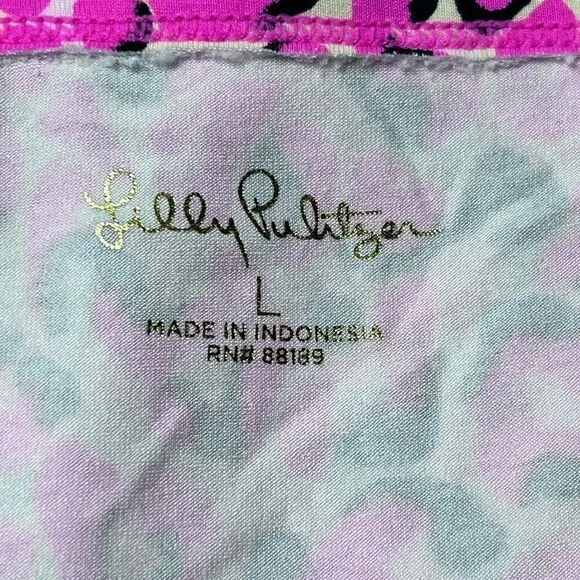 Lilly Pulitzer
L
MADE IN INDONESIA
RN# 88189